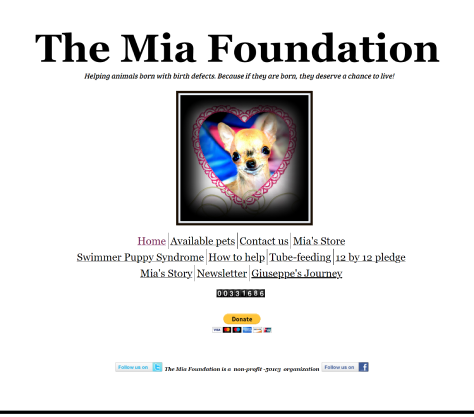 The Mia Foundation
Helping animals born with birth defects. Because if they are born, they deserve a chance to live!
Home Available pets Contact us Mia's Store
Swimmer Puppy Syndrome How to help Tube-feeding 12 by 12 pledge
Mia's Story Newsletter Giuseppe's Journey
00331686
Donate
VISA
Follow us on The Mia Foundation is a non-profit -501c3 organization Follow us on